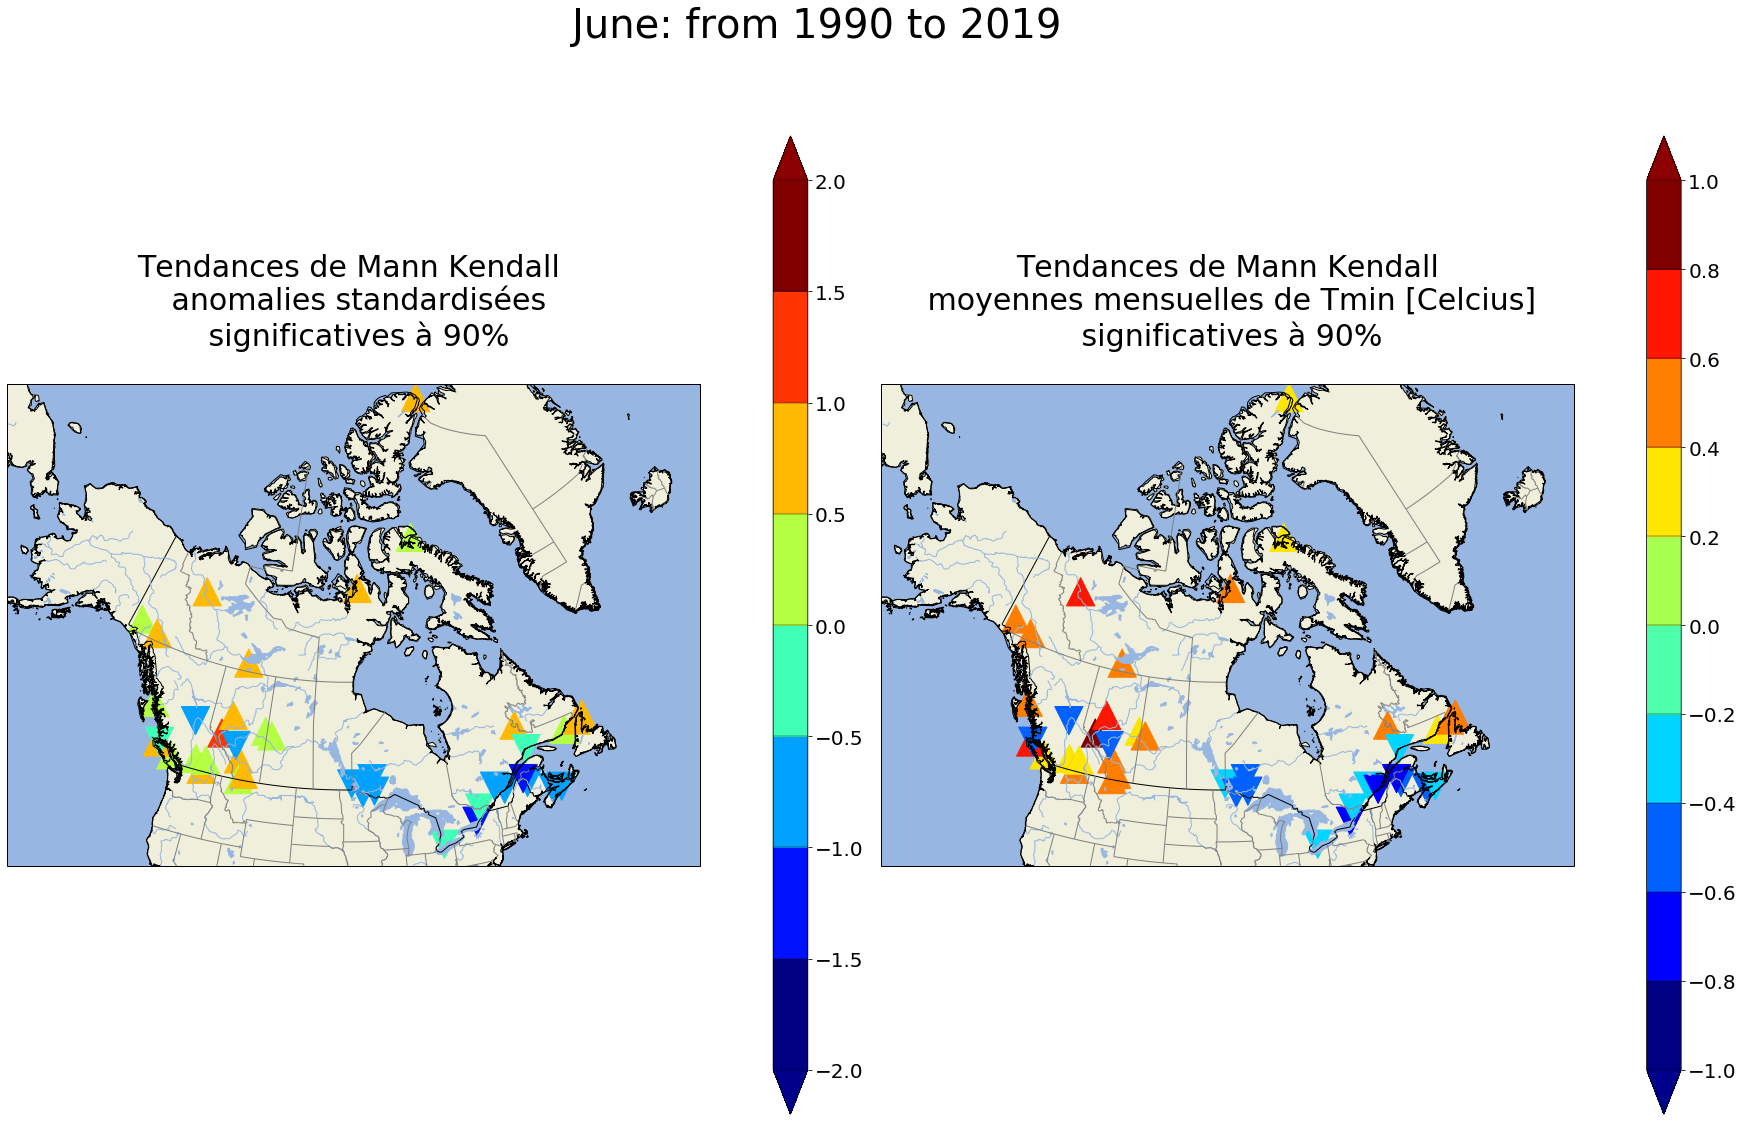 June: from 1990 to 2019
Tendances de Mann Kendall
anomalies standardisées
significatives à 90%
2.0
1.5
1.0
0.5
0.0
−0.5
−1.0
−1.5
−2.0
Tendances de Mann Kendall
moyennes mensuelles de Tmin [Celcius]
significatives à 90%
1.0
0.8
0.6
0.4
0.2
0.0
−0.2
−0.4
−0.6
−0.8
−1.0